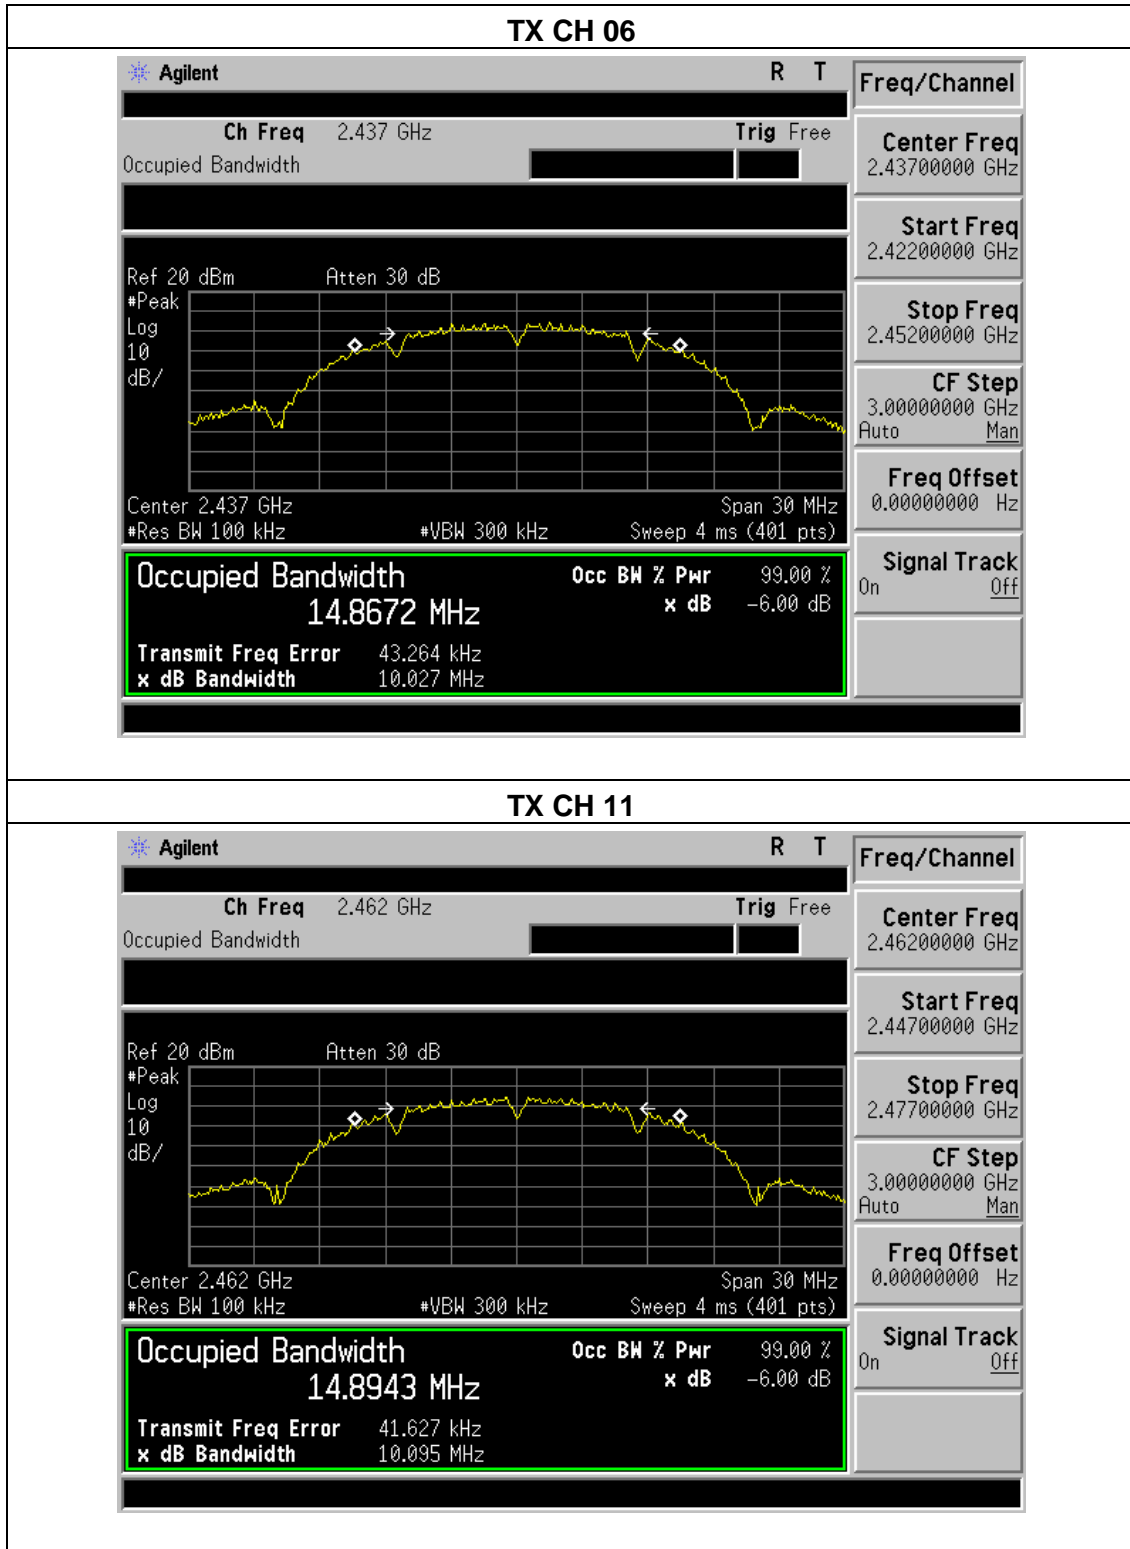 TX CH 06
Agilent R T
Freq/Channel
Ch Freq 2.437 GHz Trig Free
Occupied Bandwidth
Center Freq
2.43700000 GHz
Start Freq
2.42200000 GHz
Stop Freq
2.45200000 GHz
CF Step
3.00000000 GHz
Auto Man
Freq Offset
0.00000000 Hz
Signal Track
On Off
Ref 20 dBm Atten 30 dB
#Peak
Log
10
dB/
Center 2.437 GHz Span 30 MHz
#Res BW 100 kHz #VBW 300 kHz Sweep 4 ms (401 pts)
Occupied Bandwidth Occ BW % Pwr 99.00 %
14.8672 MHz x dB -6.00 dB
Transmit Freq Error 43.264 kHz
x dB Bandwidth 10.027 MHz
TX CH 11
Agilent R T
Freq/Channel
Ch Freq 2.462 GHz Trig Free
Occupied Bandwidth
Center Freq
2.46200000 GHz
Start Freq
2.44700000 GHz
Stop Freq
2.47700000 GHz
CF Step
3.00000000 GHz
Auto Man
Freq Offset
0.00000000 Hz
Signal Track
On Off
Ref 20 dBm Atten 30 dB
#Peak
Log
10
dB/
Center 2.462 GHz Span 30 MHz
#Res BW 100 kHz #VBW 300 kHz Sweep 4 ms (401 pts)
Occupied Bandwidth Occ BW % Pwr 99.00 %
14.8943 MHz x dB -6.00 dB
Transmit Freq Error 41.627 kHz
x dB Bandwidth 10.095 MHz